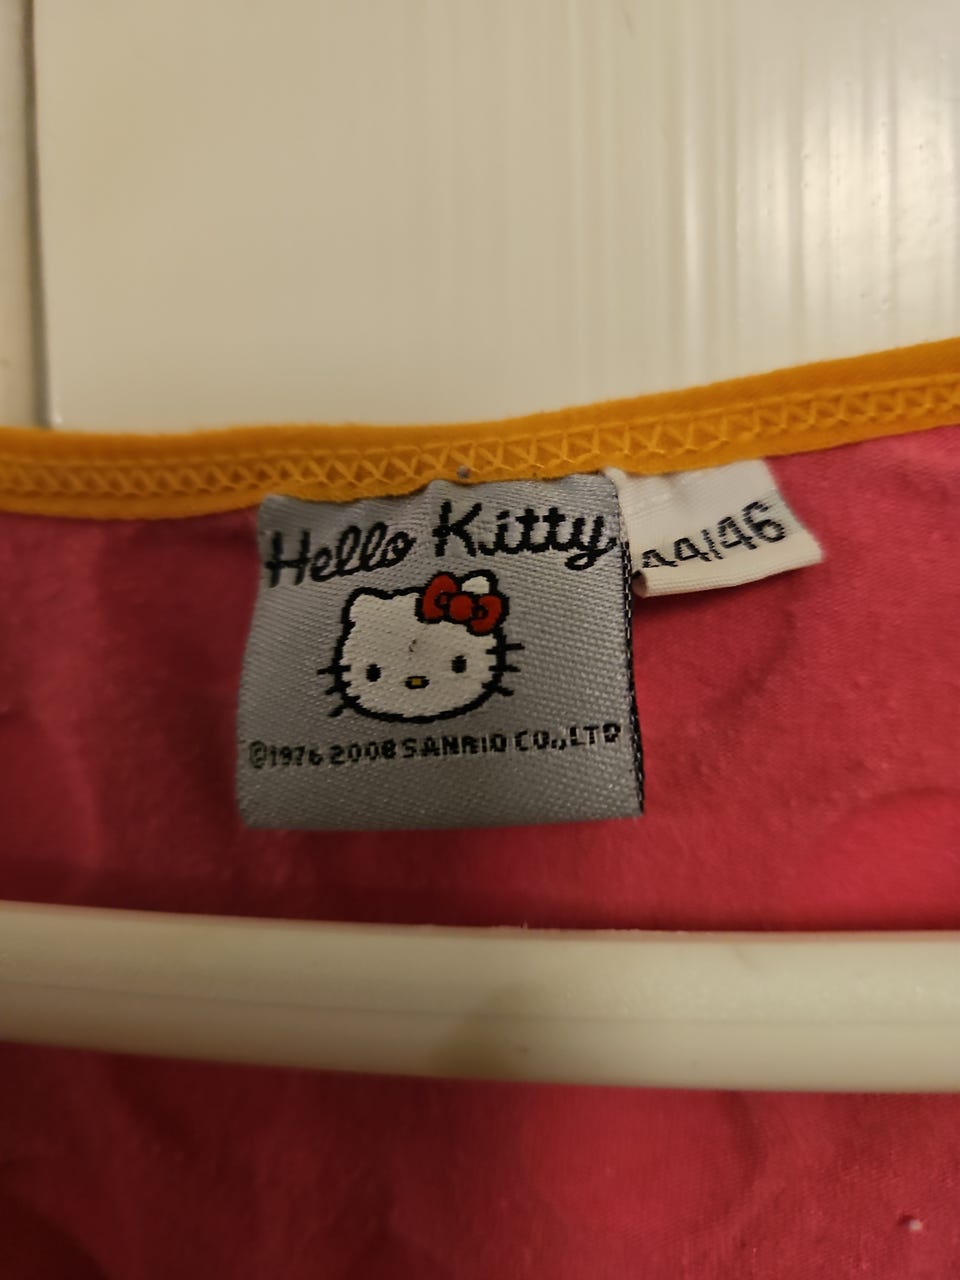 Hello Kitty
44/46
©1976 2008 SANRIO CO.,LTD